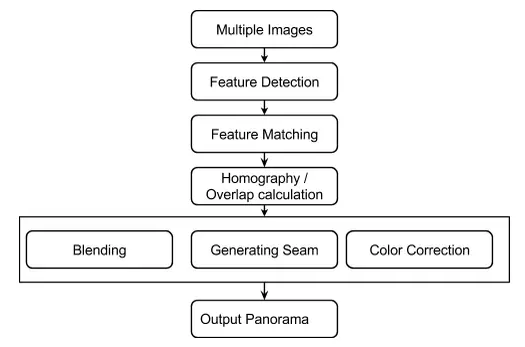 Multiple Images
Feature Detection
Feature Matching
Homography /
Overlap calculation
Blending
Generating Seam
Color Correction
Output Panorama